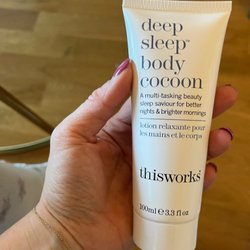 deep
sleep™
body
cocoon
A multi-tasking beauty
sleep saviour for better
nights & brighter mornings
lotion relaxante pour
les mains et le corps
thisworks®
100ml e 3.3 fl oz